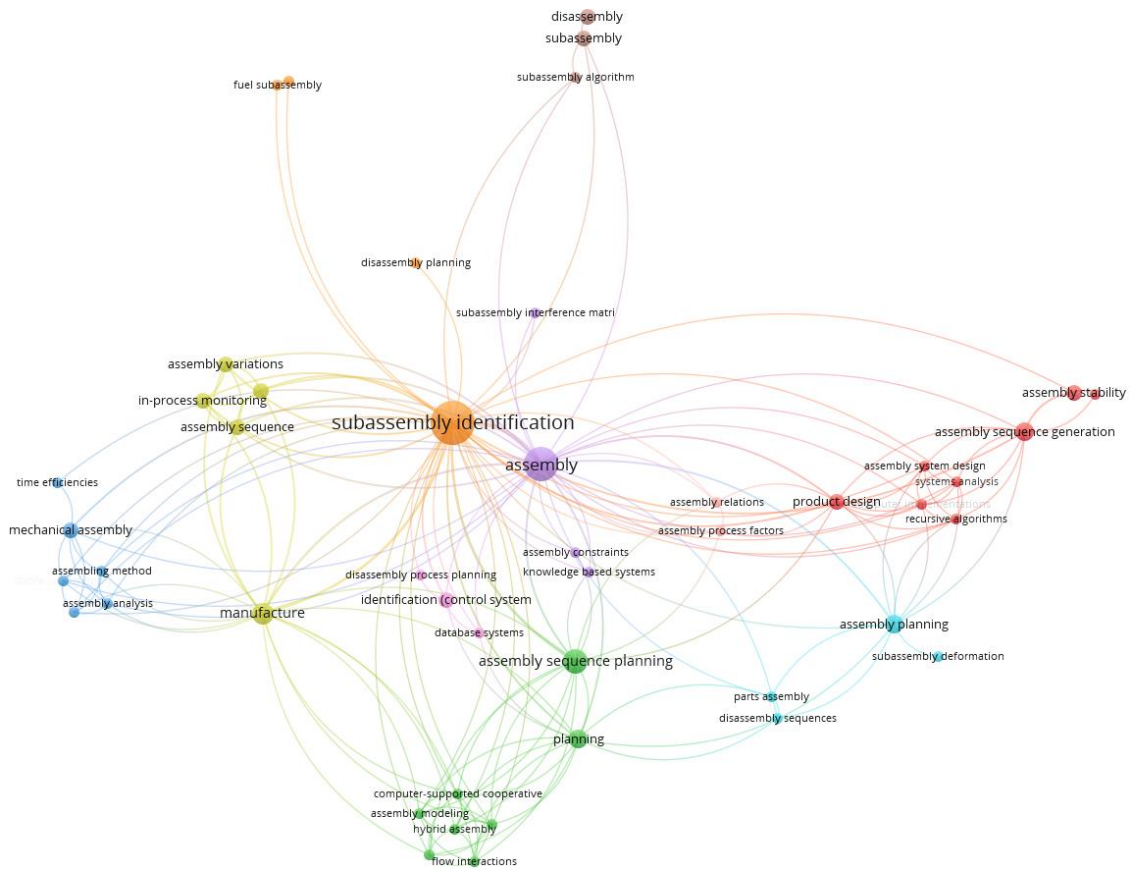 disassembly
subassembly
subassembly algorithm
fuel subassembly
disassembly planning
subassembly interference matri
assembly variations
in-process monitoring
assembly sequence
subassembly identification
assembly
assembly stability
assembly sequence generation
assembly system design
systems analysis
product design
recursive algorithms
assembly relations
assembly process factors
time efficiencies
mechanical assembly
assembling method
assembly analysis
assembly constraints
knowledge based systems
disassembly process planning
identification (control system
database systems
manufacture
assembly planning
subassembly deformation
assembly sequence planning
parts assembly
disassembly sequences
planning
computer-supported cooperative
assembly modeling
hybrid assembly
flow interactions